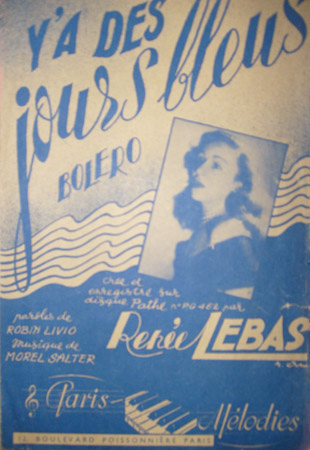 Y'A DES
jours bleus
BOLERO
créé et
enregistré sur
disque Pathé N° PG 462 par
Renée LEBAS
paroles de
ROBIN LIVIO
musique de
MOREL SALTER
Paris-
Mélodies
BOULEVARD POISSONNIÈRE PARIS